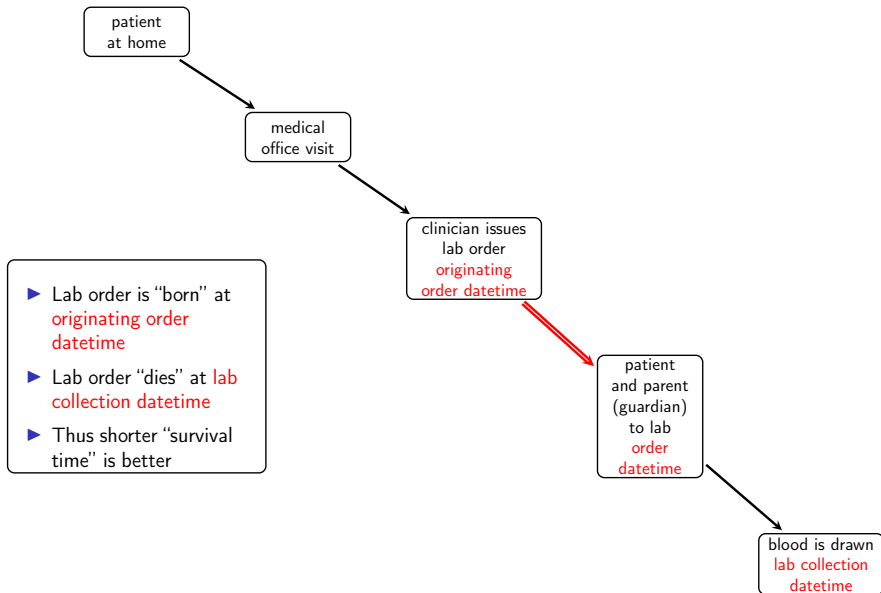 patient
at home
medical
office visit
clinician issues
lab order
originating
order datetime
Lab order is “born” at
originating order
datetime
Lab order “dies” at lab
collection datetime
Thus shorter “survival
time” is better
patient
and parent
(guardian)
to lab
order
datetime
blood is drawn
lab collection
datetime